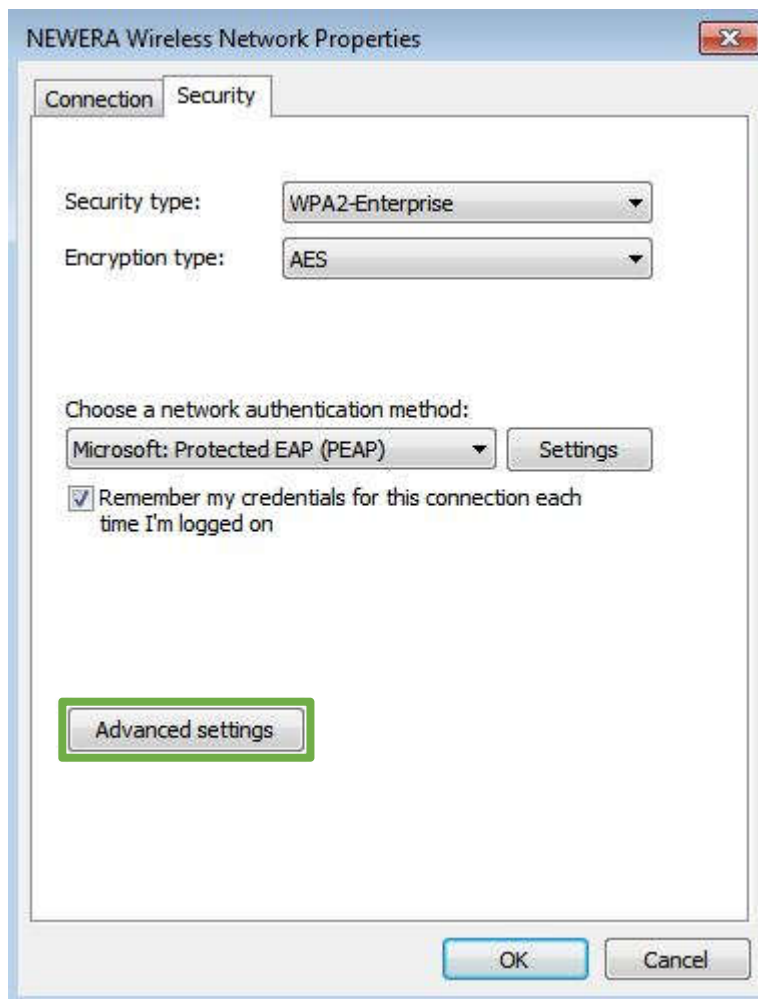 NEWERA Wireless Network Properties
Connection Security
Security type: WPA2-Enterprise
Encryption type: AES
Choose a network authentication method:
Microsoft: Protected EAP (PEAP) Settings
Remember my credentials for this connection each
time I'm logged on
Advanced settings
OK Cancel